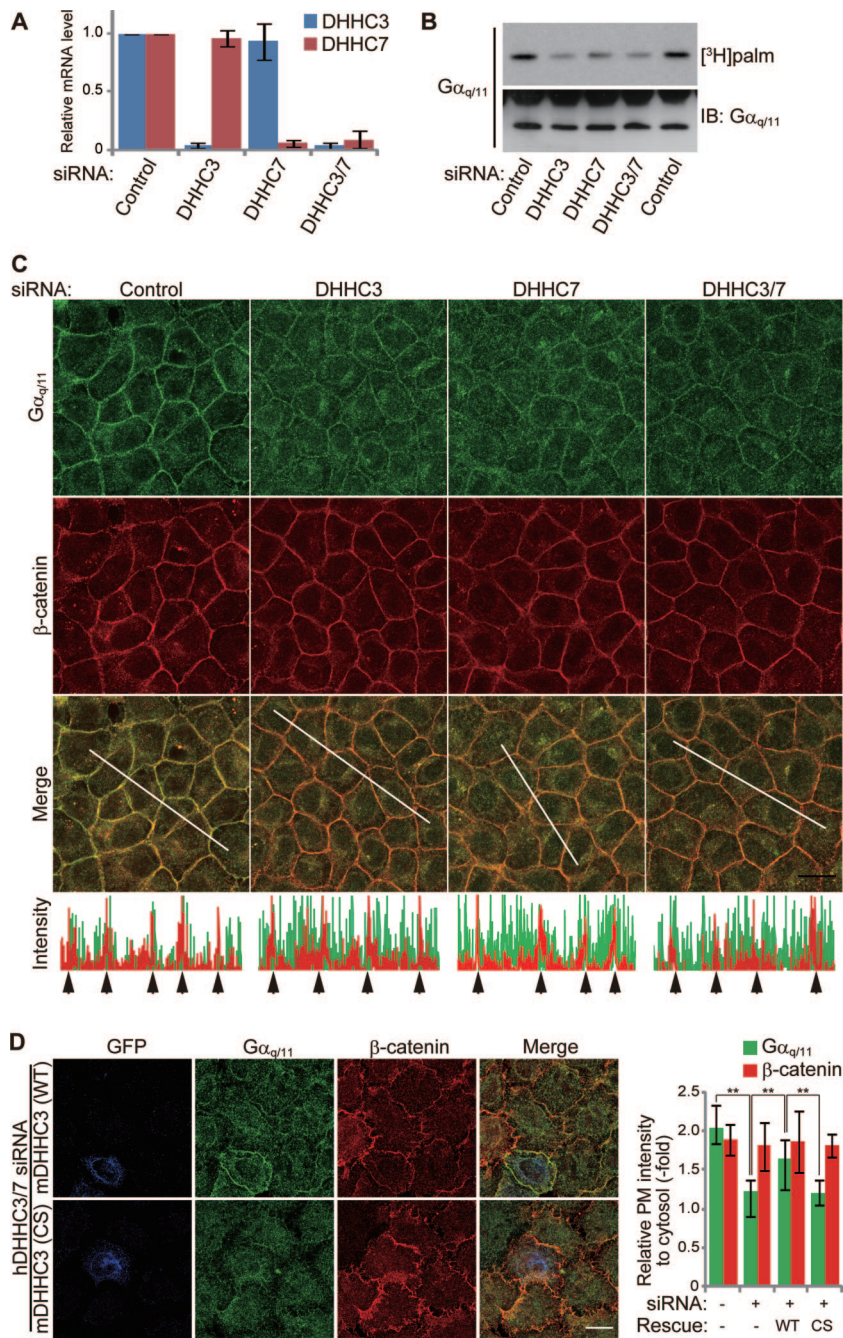 A
Relative mRNA level
1.0
0.5
0
DHHC3
DHHC7
siRNA:
Control
DHHC3
DHHC7
DHHC3/7
B
Gαq/11
[³H]palm
IB: Gαq/11
siRNA:
Control
DHHC3
DHHC7
DHHC3/7
Control
C
siRNA: Control DHHC3 DHHC7 DHHC3/7
Gαq/11
β-catenin
Merge
Intensity
D
GFP Gαq/11 β-catenin Merge
hDHHC3/7 siRNA
mDHHC3 (WT)
mDHHC3 (CS)
Gαq/11
β-catenin
Relative PM intensity
to cytosol (-fold)
2.5
2.0
1.5
1.0
0.5
0
** ** **
siRNA: - + + +
Rescue: - - WT CS